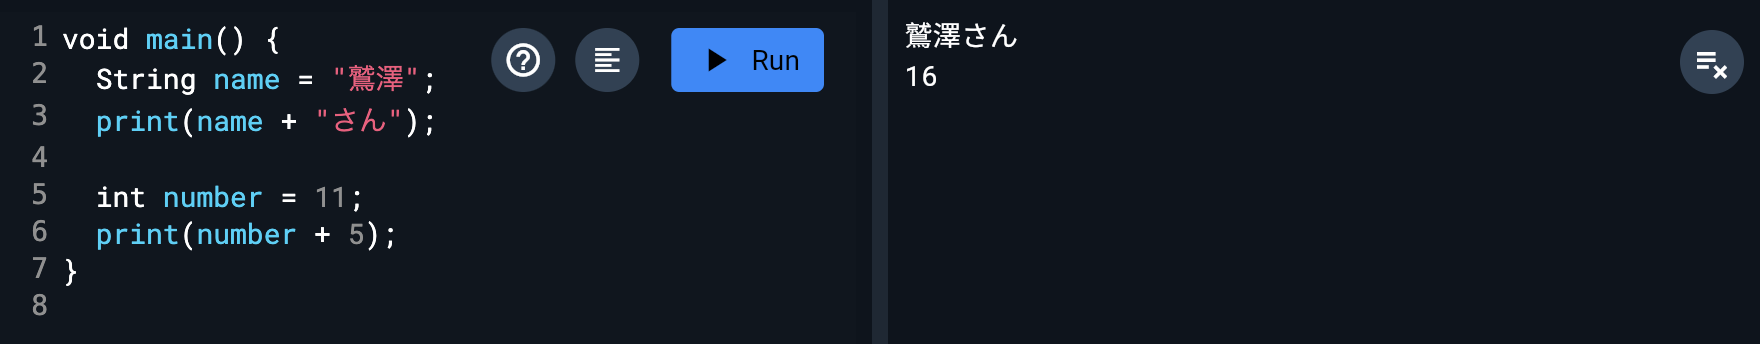 1 void main() {
2   String name = "鷲澤";
3   print(name + "さん");
4
5   int number = 11;
6   print(number + 5);
7 }
8
Run
鷲澤さん
16